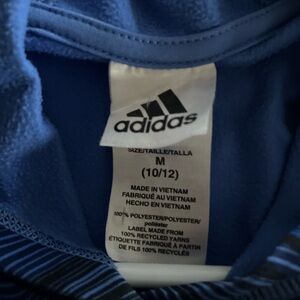 adidas
SIZE/TAILLE/TALLA
M
(10/12)
MADE IN VIETNAM
FABRIQUÉ AU VIETNAM
HECHO EN VIETNAM
100% POLYESTER/POLYESTER/
poliéster
LABEL MADE FROM
100% RECYCLED YARNS
ÉTIQUETTE FABRIQUÉ À PARTIR
DE FILS 100% RECYCLÉS